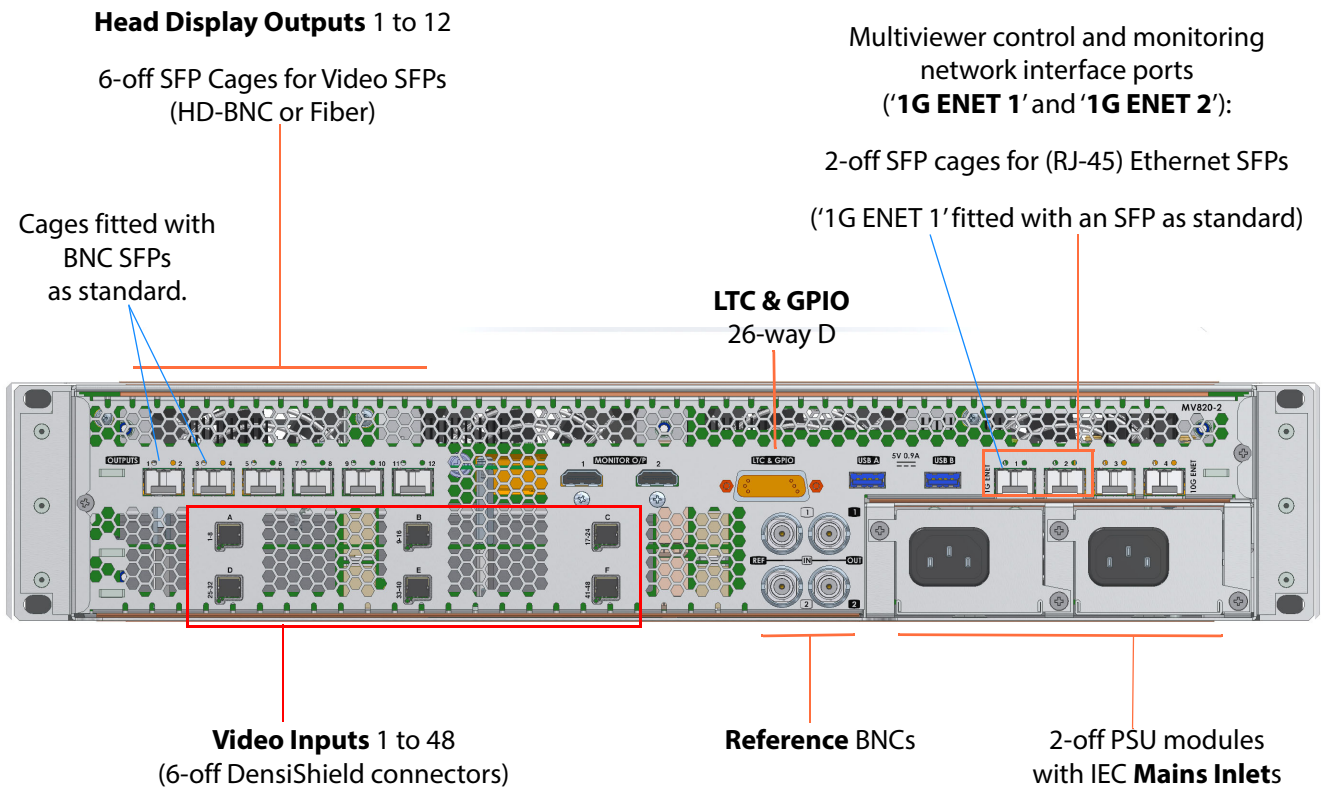 Head Display Outputs 1 to 12
6-off SFP Cages for Video SFPs
(HD-BNC or Fiber)
Multiviewer control and monitoring
network interface ports
(‘1G ENET 1’ and ‘1G ENET 2’):
2-off SFP cages for (RJ-45) Ethernet SFPs
(‘1G ENET 1’ fitted with an SFP as standard)
Cages fitted with
BNC SFPs
as standard.
LTC & GPIO
26-way D
MV820-2
OUTPUTS
1 2 3 4 5 6 7 8 9 10 11 12
1 MONITOR O/P 2
LTC & GPIO
USB A
5V 0.9A
USB B
1G ENET
1 2 3 4
10G ENET
A
1-8
B
9-16
C
17-24
D
25-32
E
33-40
F
41-48
1 1
REF IN OUT
2 2
Video Inputs 1 to 48
(6-off DensiShield connectors)
Reference BNCs
2-off PSU modules
with IEC Mains Inlets